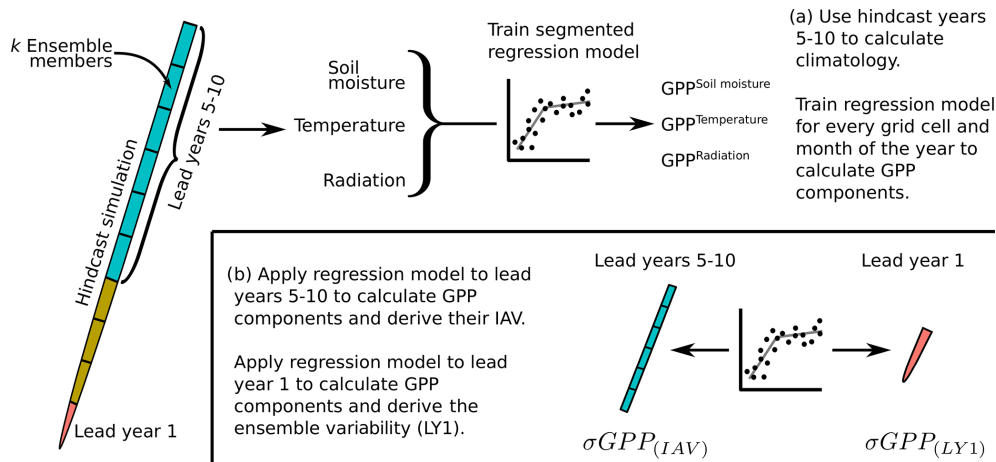 k Ensemble
members
Hindcast simulation
Lead years 5-10
Lead year 1
Soil
moisture
Temperature
Radiation
Train segmented
regression model
GPP^Soil moisture
GPP^Temperature
GPP^Radiation
(a) Use hindcast years
5-10 to calculate
climatology.
Train regression model
for every grid cell and
month of the year to
calculate GPP
components.
(b) Apply regression model to lead
years 5-10 to calculate GPP
components and derive their IAV.
Apply regression model to lead
year 1 to calculate GPP
components and derive the
ensemble variability (LY1).
Lead years 5-10
Lead year 1
σGPP_(IAV)
σGPP_(LY1)